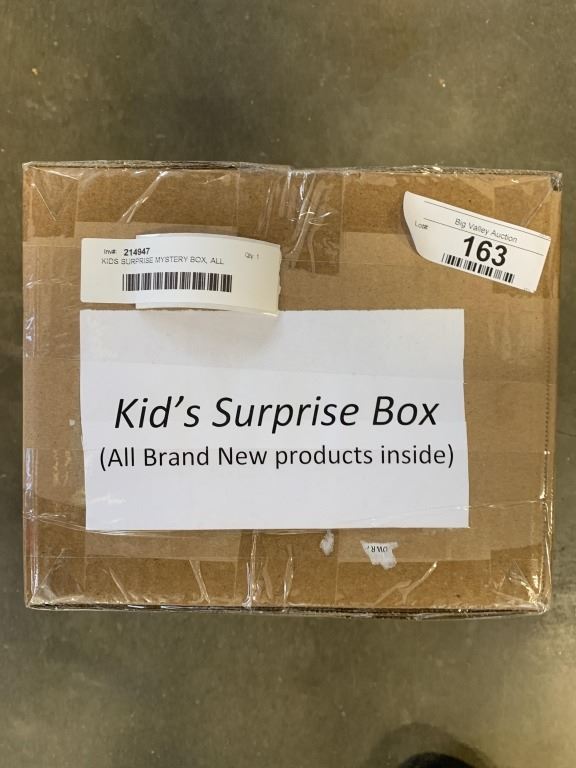 Inv#: 214947 Qty: 1
KIDS SURPRISE MYSTERY BOX, ALL
Big Valley Auction
Lot#: 163
Kid's Surprise Box
(All Brand New products inside)